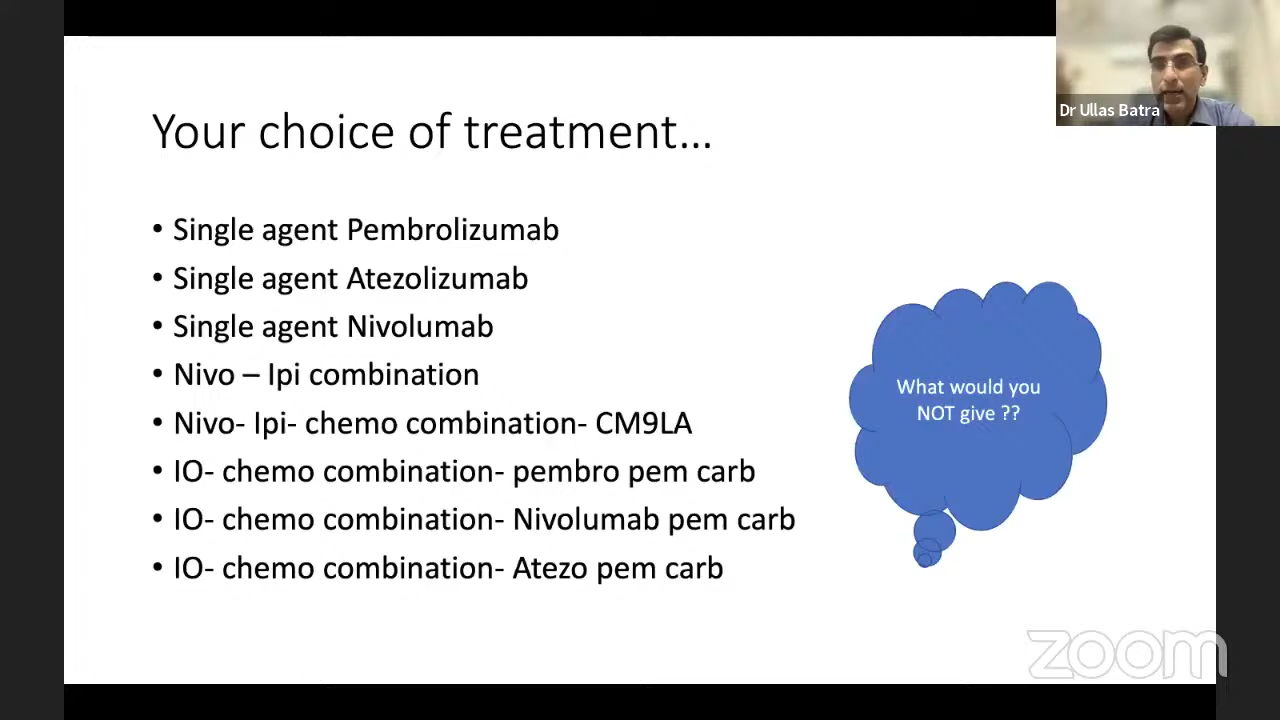 Dr Ullas Batra
Your choice of treatment...
• Single agent Pembrolizumab
• Single agent Atezolizumab
• Single agent Nivolumab
• Nivo – Ipi combination
• Nivo- Ipi- chemo combination- CM9LA
• IO- chemo combination- pembro pem carb
• IO- chemo combination- Nivolumab pem carb
• IO- chemo combination- Atezo pem carb
What would you
NOT give ??
zoom